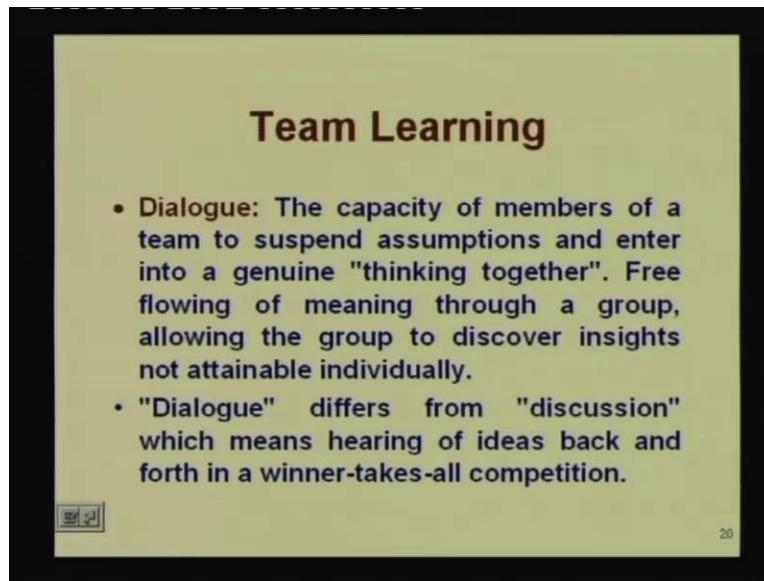 Team Learning
• Dialogue: The capacity of members of a
team to suspend assumptions and enter
into a genuine "thinking together". Free
flowing of meaning through a group,
allowing the group to discover insights
not attainable individually.
• "Dialogue" differs from "discussion"
which means hearing of ideas back and
forth in a winner-takes-all competition.
20